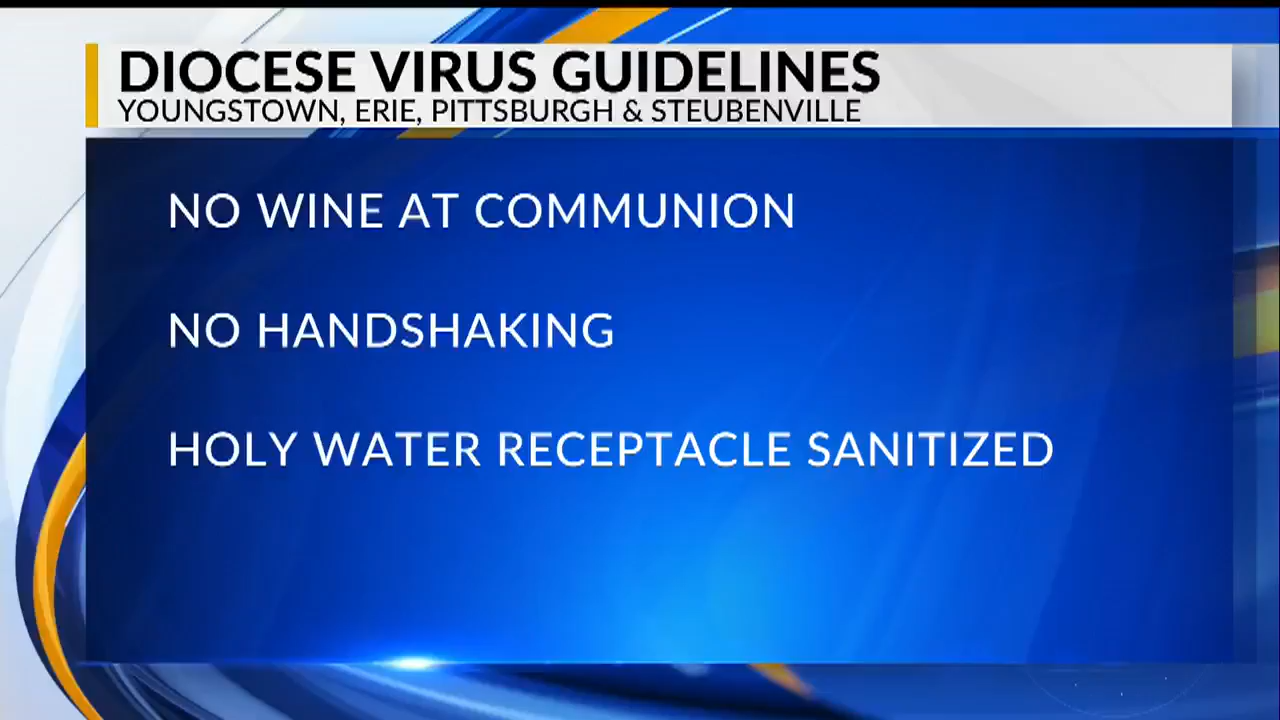 DIOCESE VIRUS GUIDELINES
YOUNGSTOWN, ERIE, PITTSBURGH & STEUBENVILLE
NO WINE AT COMMUNION
NO HANDSHAKING
HOLY WATER RECEPTACLE SANITIZED